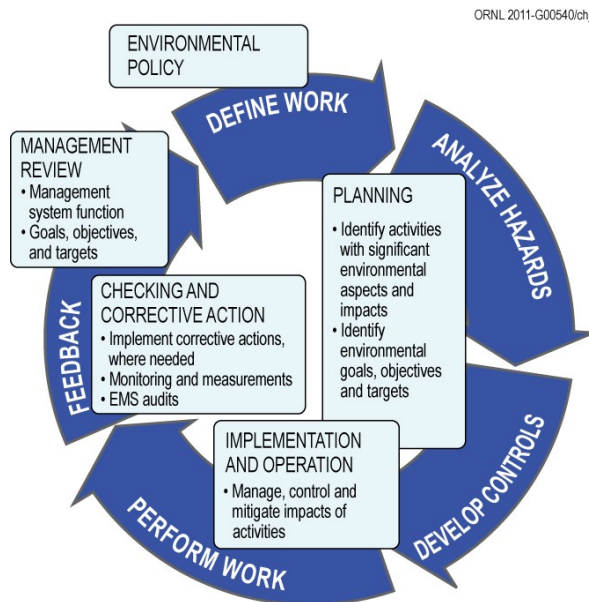 ORNL 2011-G00540/ch
ENVIRONMENTAL
POLICY
DEFINE WORK
ANALYZE HAZARDS
DEVELOP CONTROLS
PERFORM WORK
FEEDBACK
MANAGEMENT
REVIEW
• Management
system function
• Goals, objectives,
and targets
PLANNING
• Identify activities
with significant
environmental
aspects and
impacts
• Identify
environmental
goals, objectives
and targets
CHECKING AND
CORRECTIVE ACTION
• Implement corrective actions,
where needed
• Monitoring and measurements
• EMS audits
IMPLEMENTATION
AND OPERATION
• Manage, control and
mitigate impacts of
activities